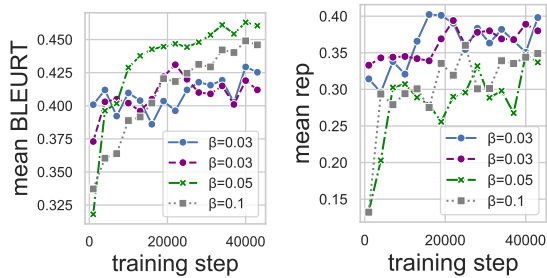 mean BLEURT
0.450
0.425
0.400
0.375
0.350
0.325
0
20000
40000
training step
β=0.03
β=0.03
β=0.05
β=0.1
mean rep
0.40
0.35
0.30
0.25
0.20
0.15
0
20000
40000
training step
β=0.03
β=0.03
β=0.05
β=0.1